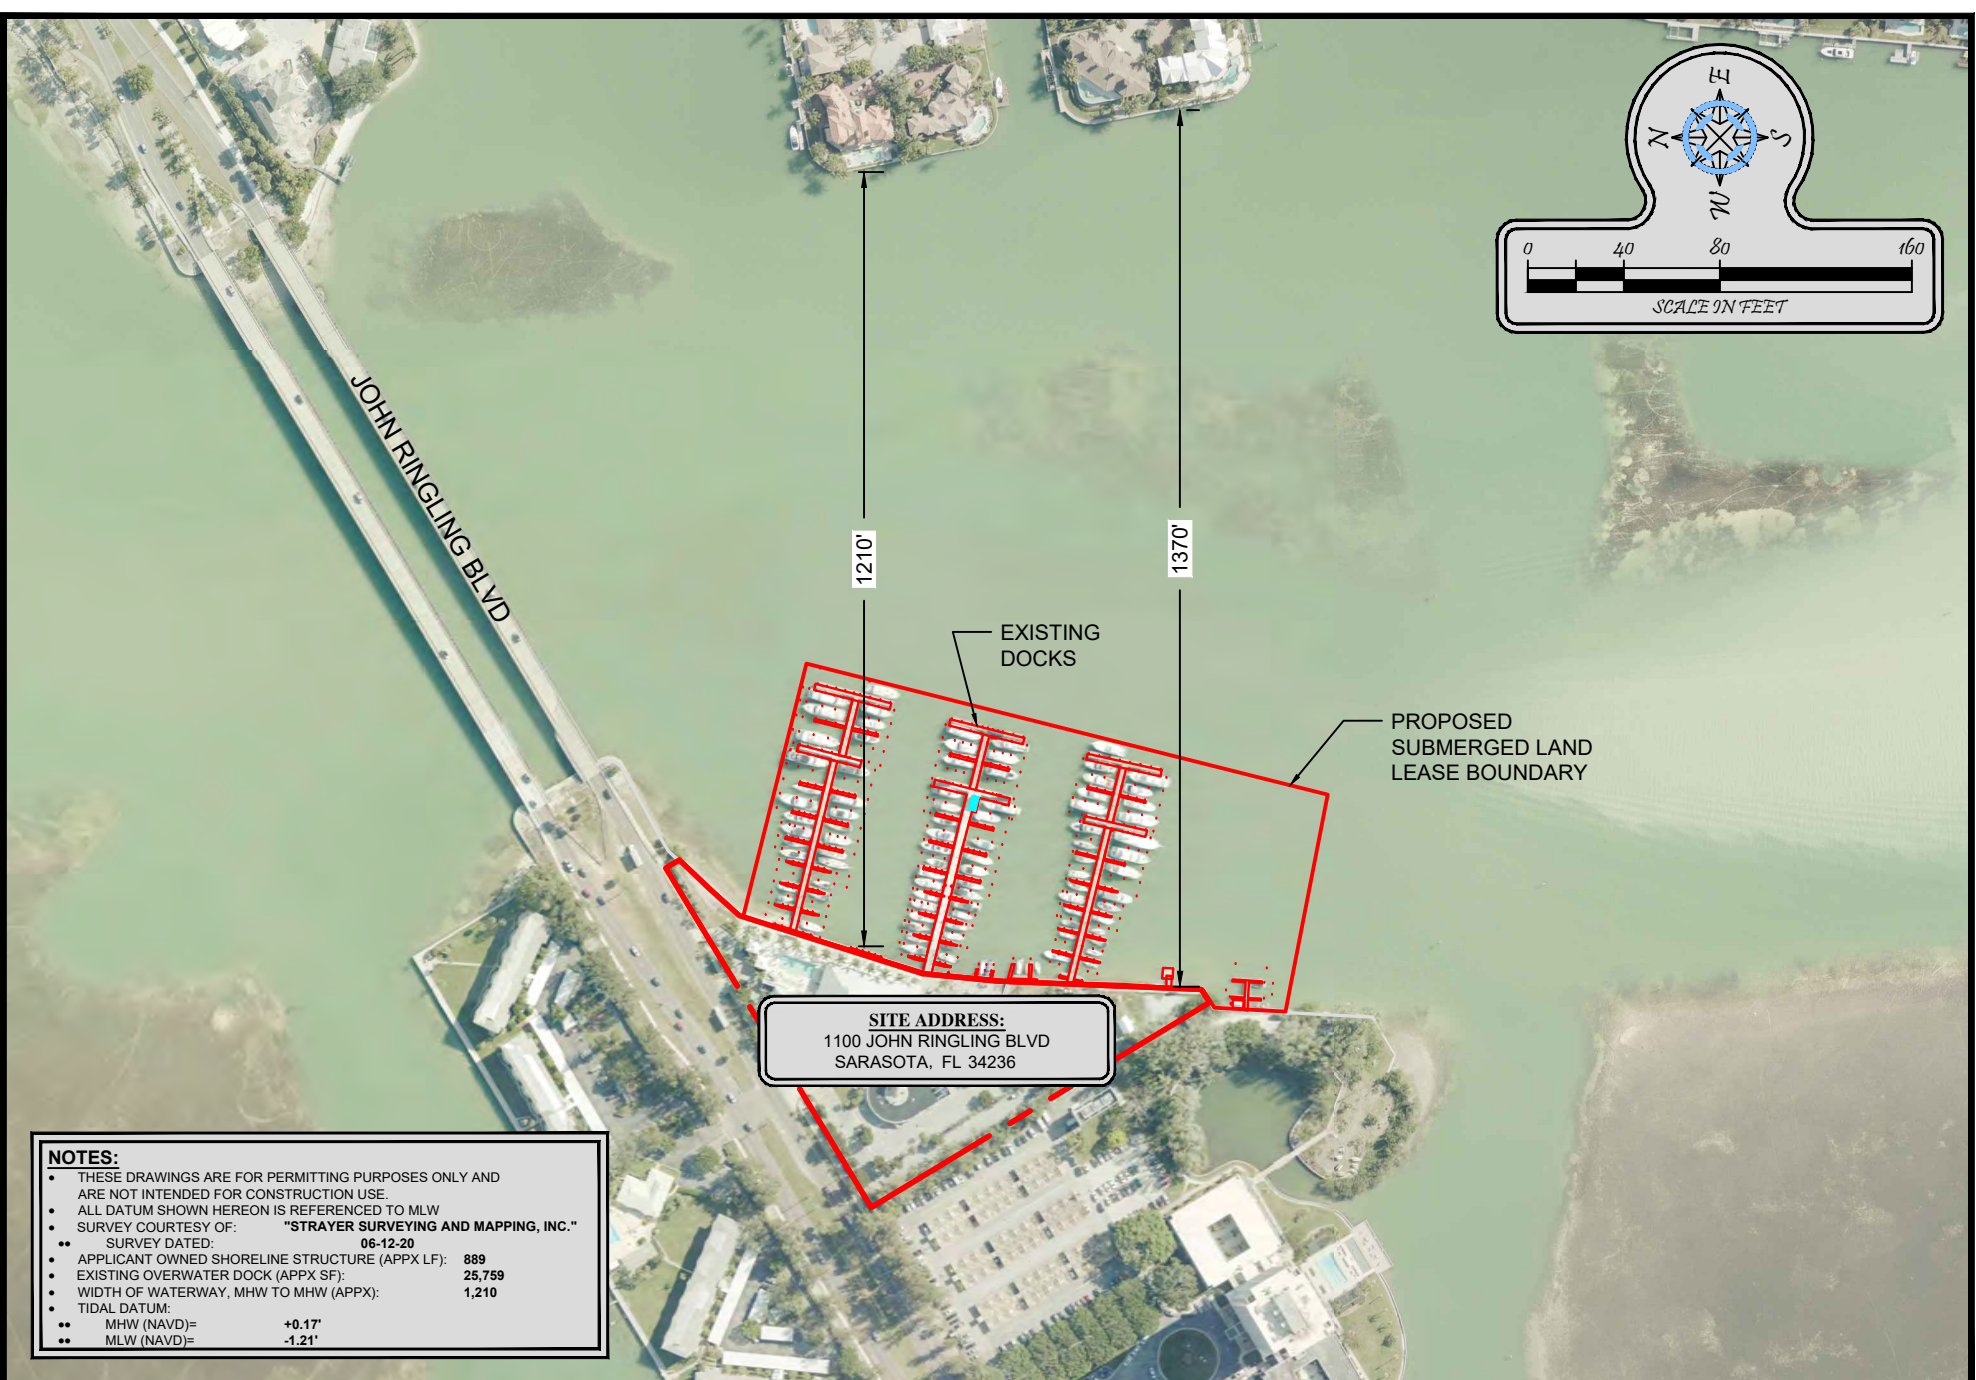 E
N
S
W
0 40 80 160
SCALE IN FEET
JOHN RINGLING BLVD
1210'
1370'
EXISTING
DOCKS
PROPOSED
SUBMERGED LAND
LEASE BOUNDARY
SITE ADDRESS:
1100 JOHN RINGLING BLVD
SARASOTA, FL 34236
NOTES:
• THESE DRAWINGS ARE FOR PERMITTING PURPOSES ONLY AND
ARE NOT INTENDED FOR CONSTRUCTION USE.
• ALL DATUM SHOWN HEREON IS REFERENCED TO MLW
• SURVEY COURTESY OF: "STRAYER SURVEYING AND MAPPING, INC."
•• SURVEY DATED: 06-12-20
• APPLICANT OWNED SHORELINE STRUCTURE (APPX LF): 889
• EXISTING OVERWATER DOCK (APPX SF): 25,759
• WIDTH OF WATERWAY, MHW TO MHW (APPX): 1,210
• TIDAL DATUM:
•• MHW (NAVD)= +0.17'
•• MLW (NAVD)= -1.21'